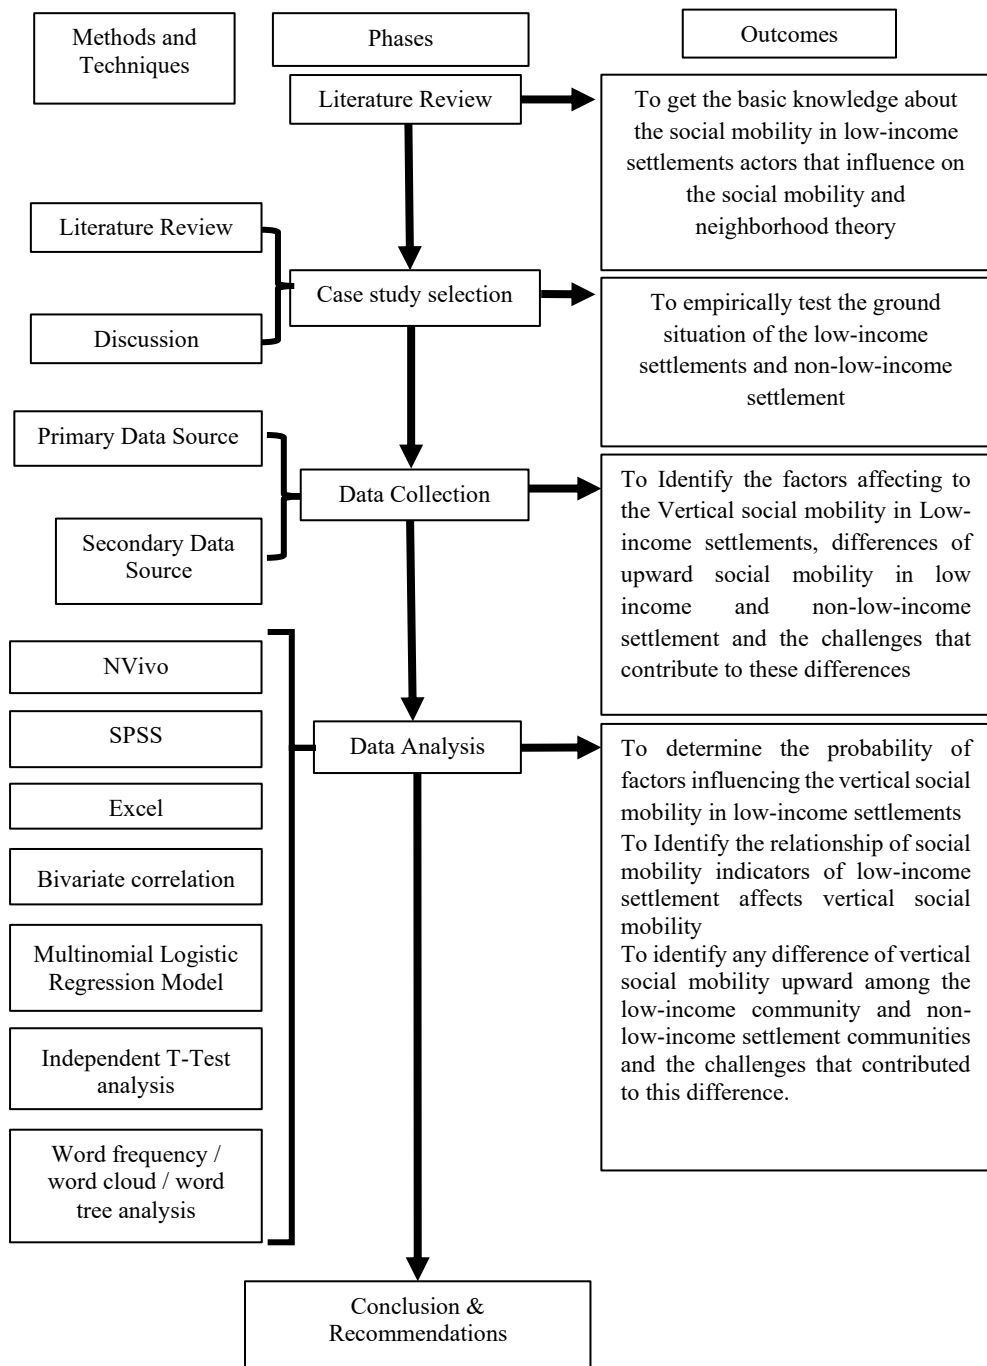 Methods and
Techniques
Phases
Outcomes
Literature Review
To get the basic knowledge about
the social mobility in low-income
settlements actors that influence on
the social mobility and
neighborhood theory
Literature Review
Discussion
Case study selection
To empirically test the ground
situation of the low-income
settlements and non-low-income
settlement
Primary Data Source
Secondary Data
Source
Data Collection
To Identify the factors affecting to
the Vertical social mobility in Low-
income settlements, differences of
upward social mobility in low
income and non-low-income
settlement and the challenges that
contribute to these differences
NVivo
SPSS
Excel
Bivariate correlation
Multinomial Logistic
Regression Model
Independent T-Test
analysis
Word frequency /
word cloud / word
tree analysis
Data Analysis
To determine the probability of
factors influencing the vertical social
mobility in low-income settlements
To Identify the relationship of social
mobility indicators of low-income
settlement affects vertical social
mobility
To identify any difference of vertical
social mobility upward among the
low-income community and non-
low-income settlement communities
and the challenges that contributed
to this difference.
Conclusion &
Recommendations